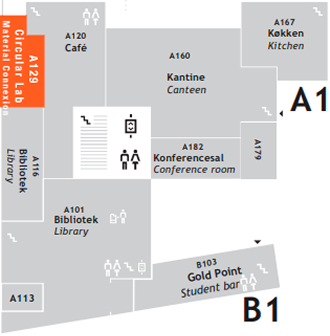 A120
Café
A167
Køkken
Kitchen
A129
Circular Lab
Material Connexion
A160
Kantine
Canteen
A1
A182
Konferencesal
Conference room
A179
A116
Bibliotek
Library
A101
Bibliotek
Library
B103
Gold Point
Student bar
A113
B1